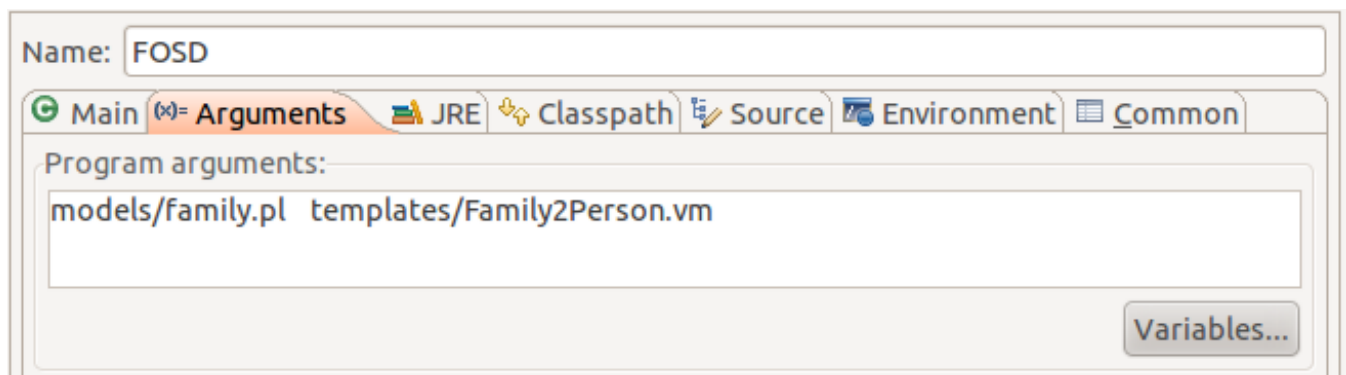 Name: FOSD
Main (x)= Arguments JRE Classpath Source Environment Common
Program arguments:
models/family.pl templates/Family2Person.vm
Variables...